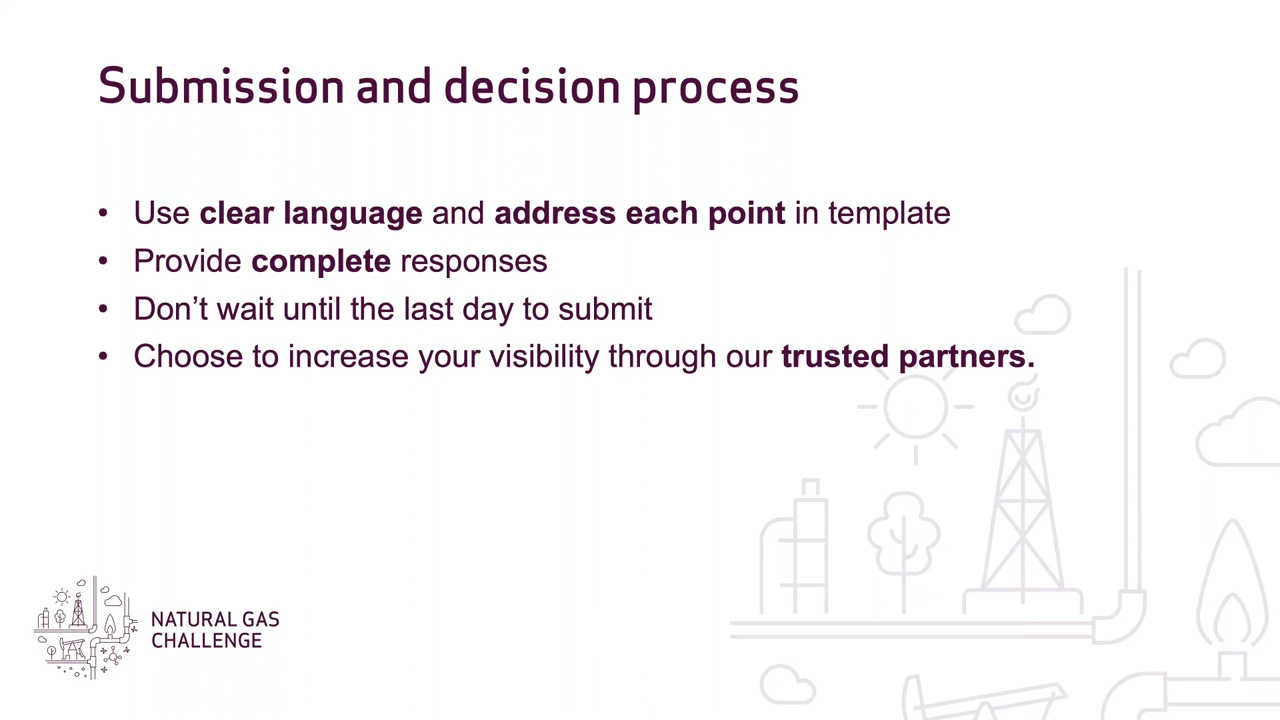 Submission and decision process
• Use clear language and address each point in template
• Provide complete responses
• Don’t wait until the last day to submit
• Choose to increase your visibility through our trusted partners.
NATURAL GAS
CHALLENGE